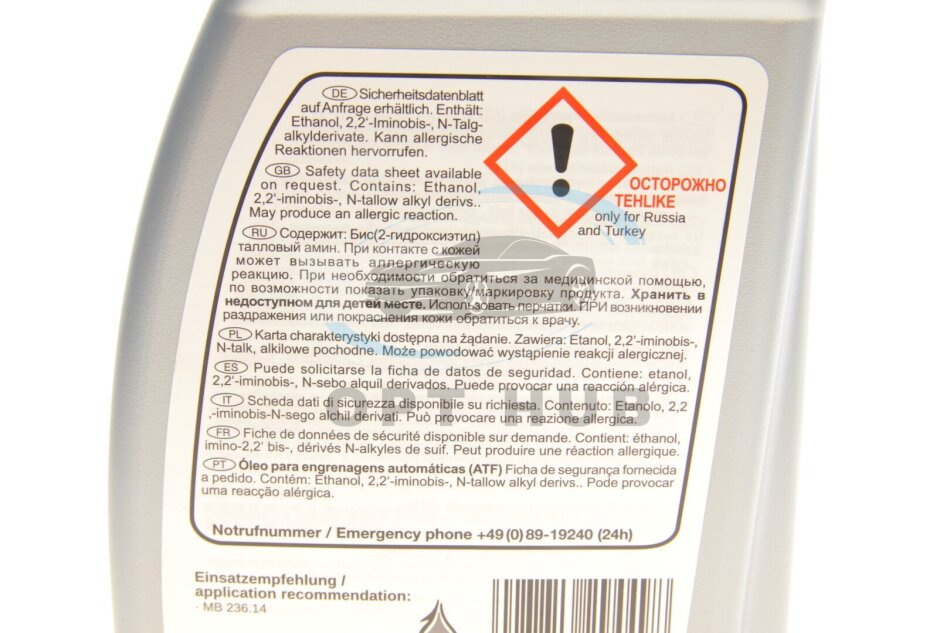 DE Sicherheitsdatenblatt
auf Anfrage erhältlich. Enthält:
Ethanol, 2,2'-Iminobis-, N-Talg-
alkylderivate. Kann allergische
Reaktionen hervorrufen.
GB Safety data sheet available
on request. Contains: Ethanol,
2,2'-iminobis-, N-tallow alkyl derivs..
May produce an allergic reaction.
ОСТОРОЖНО
TEHLIKE
only for Russia
and Turkey
RU Содержит: Бис(2-гидроксиэтил)
талловый амин. При контакте с кожей
может вызывать аллергическую
реакцию. При необходимости обратиться за медицинской помощью,
по возможности показать упаковку/маркировку продукта. Хранить в
недоступном для детей месте. Использовать перчатки. ПРИ возникновении
раздражения или покраснения кожи обратиться к врачу.
PL Karta charakterystyki dostępna na żądanie. Zawiera: Etanol, 2,2'-iminobis-,
N-talk, alkilowe pochodne. Może powodować wystąpienie reakcji alergicznej.
ES Puede solicitarse la ficha de datos de seguridad. Contiene: etanol,
2,2'-iminobis-, N-sebo alquil derivados. Puede provocar una reacción alérgica.
IT Scheda dati di sicurezza disponibile su richiesta. Contenuto: Etanolo, 2,2
,-iminobis-N-sego alchil derivati. Può provocare una reazione allergica.
OPT HUB
FR Fiche de données de sécurité disponible sur demande. Contient: éthanol,
imino-2,2' bis-, dérivés N-alkyles de suif. Peut produire une réaction allergique.
PT Óleo para engrenagens automáticas (ATF) Ficha de segurança fornecida
a pedido. Contém: Ethanol, 2,2'-iminobis-, N-tallow alkyl derivs.. Pode provocar
uma reacção alérgica.
Notrufnummer / Emergency phone +49(0)89-19240 (24h)
Einsatzempfehlung /
application recommendation:
· MB 236.14